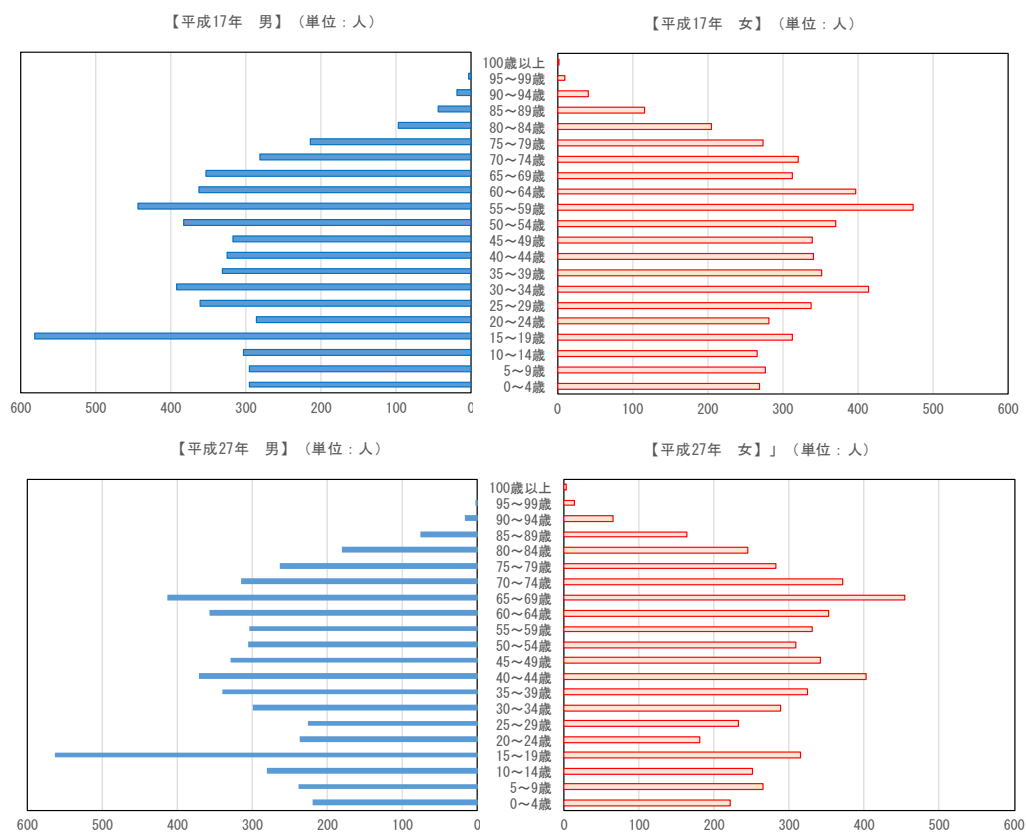 【平成17年　男】（単位：人）
【平成17年　女】（単位：人）
100歳以上
95～99歳
90～94歳
85～89歳
80～84歳
75～79歳
70～74歳
65～69歳
60～64歳
55～59歳
50～54歳
45～49歳
40～44歳
35～39歳
30～34歳
25～29歳
20～24歳
15～19歳
10～14歳
5～9歳
0～4歳
600 500 400 300 200 100 0
0 100 200 300 400 500 600
【平成27年　男】（単位：人）
【平成27年　女】」（単位：人）
100歳以上
95～99歳
90～94歳
85～89歳
80～84歳
75～79歳
70～74歳
65～69歳
60～64歳
55～59歳
50～54歳
45～49歳
40～44歳
35～39歳
30～34歳
25～29歳
20～24歳
15～19歳
10～14歳
5～9歳
0～4歳
600 500 400 300 200 100 0
0 100 200 300 400 500 600